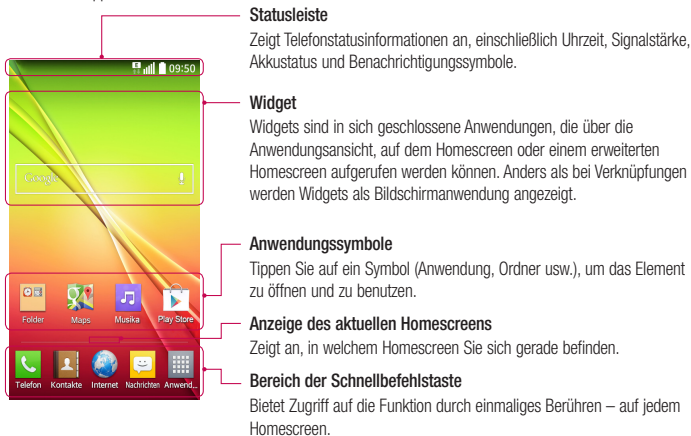 Statusleiste
Zeigt Telefonstatusinformationen an, einschließlich Uhrzeit, Signalstärke,
Akkustatus und Benachrichtigungssymbole.
E 09:50
Widget
Widgets sind in sich geschlossene Anwendungen, die über die
Anwendungsansicht, auf dem Homescreen oder einem erweiterten
Homescreen aufgerufen werden können. Anders als bei Verknüpfungen
werden Widgets als Bildschirmanwendung angezeigt.
Google
Anwendungssymbole
Tippen Sie auf ein Symbol (Anwendung, Ordner usw.), um das Element
zu öffnen und zu benutzen.
Folder Maps Musika Play Store
Anzeige des aktuellen Homescreens
Zeigt an, in welchem Homescreen Sie sich gerade befinden.
Telefon Kontakte Internet Nachrichten Anwend...
Bereich der Schnellbefehlstaste
Bietet Zugriff auf die Funktion durch einmaliges Berühren – auf jedem
Homescreen.